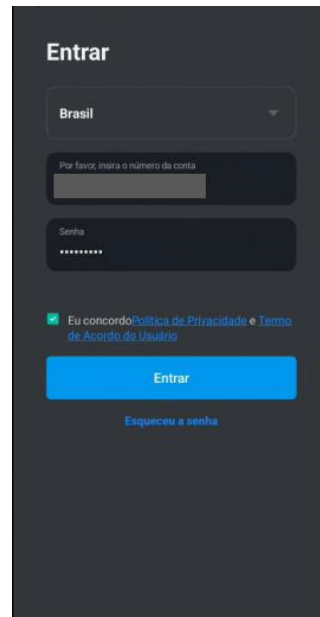 Entrar
Brasil
Por favor, insira o número da conta
Senha
•••••••••
Eu concordoPolítica de Privacidade e Termo
de Acordo do Usuário
Entrar
Esqueceu a senha